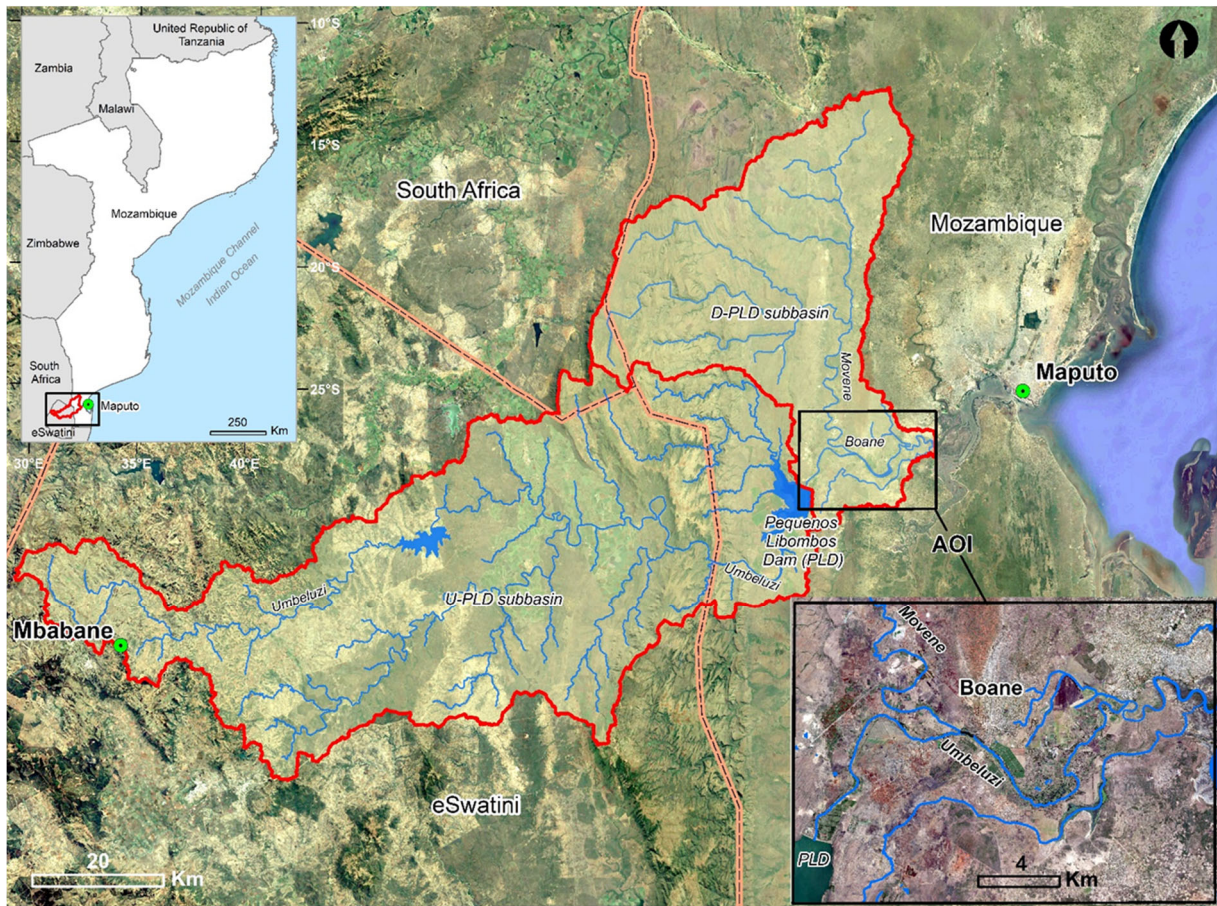 United Republic of
Tanzania
Zambia
Malawi
Mozambique
Zimbabwe
Mozambique Channel
Indian Ocean
South
Africa
Maputo
eSwatini
250
Km
10°S
15°S
20°S
25°S
30°E
35°E
40°E
South Africa
Mozambique
D-PLD subbasin
Movene
Maputo
Boane
Pequenos
Libombos
Dam (PLD)
AOI
Umbeluzi
Umbeluzi
U-PLD subbasin
Mbabane
eSwatini
20
Km
Movene
Boane
Umbeluzi
PLD
4
Km